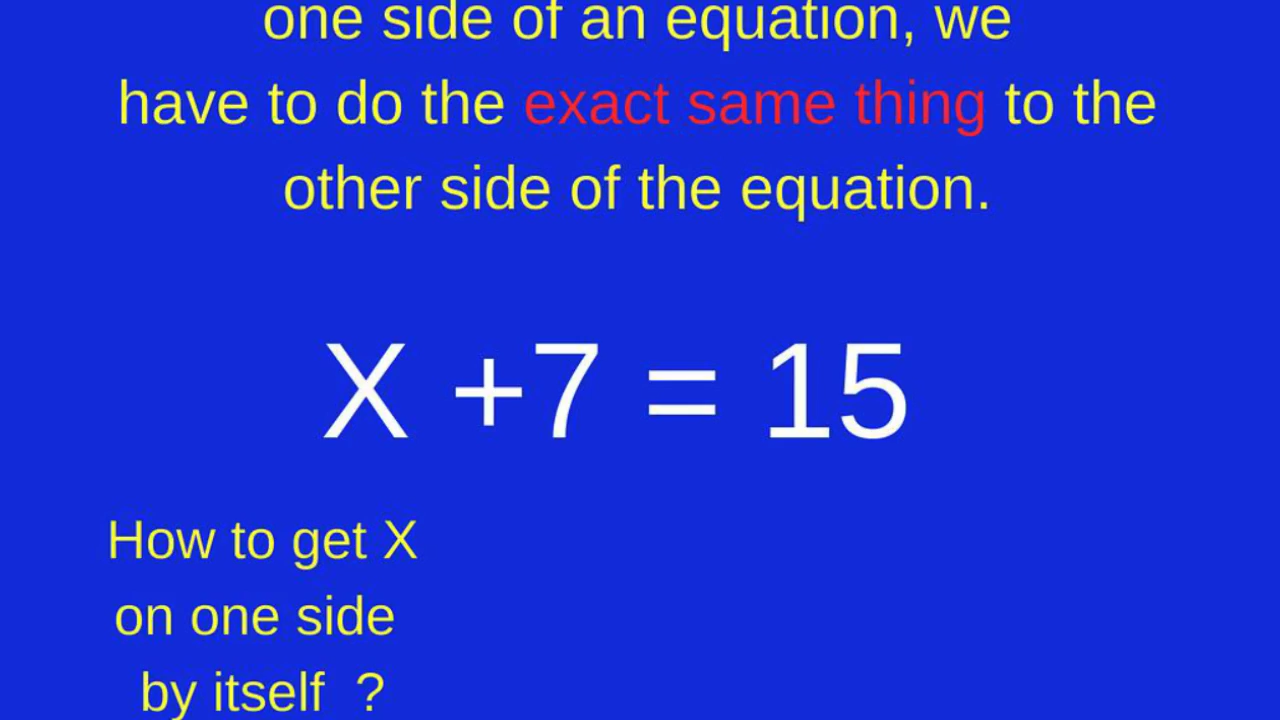 one side of an equation, we
have to do the exact same thing to the
other side of the equation.
X +7 = 15
How to get X
on one side
by itself ?